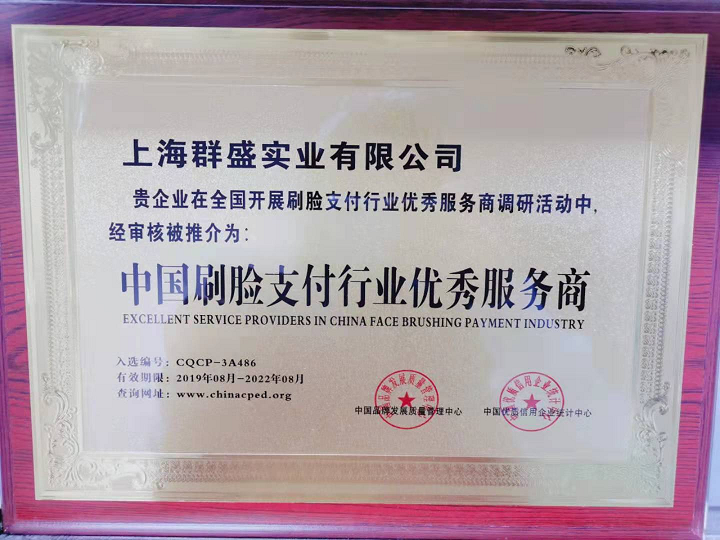 上海群盛实业有限公司
贵企业在全国开展刷脸支付行业优秀服务商调研活动中,
经审核被推介为:
中国刷脸支付行业优秀服务商
EXCELLENT SERVICE PROVIDERS IN CHINA FACE BRUSHING PAYMENT INDUSTRY
入选编号: CQCP-3A486
有效期限: 2019年08月-2022年08月
查询网址: www.chinacped.org
中国品牌发展质量管理中心
中国优质信用企业统计中心